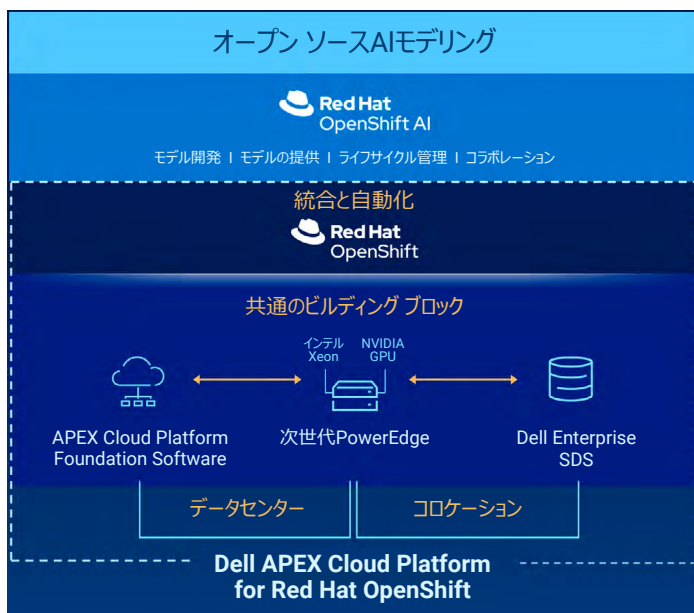 オープン ソースAIモデリング
Red Hat
OpenShift AI
モデル開発 I モデルの提供 I ライフサイクル管理 I コラボレーション
統合と自動化
Red Hat
OpenShift
共通のビルディング ブロック
インテル
Xeon
NVIDIA
GPU
APEX Cloud Platform
Foundation Software
次世代PowerEdge
Dell Enterprise
SDS
データセンター
コロケーション
Dell APEX Cloud Platform
for Red Hat OpenShift